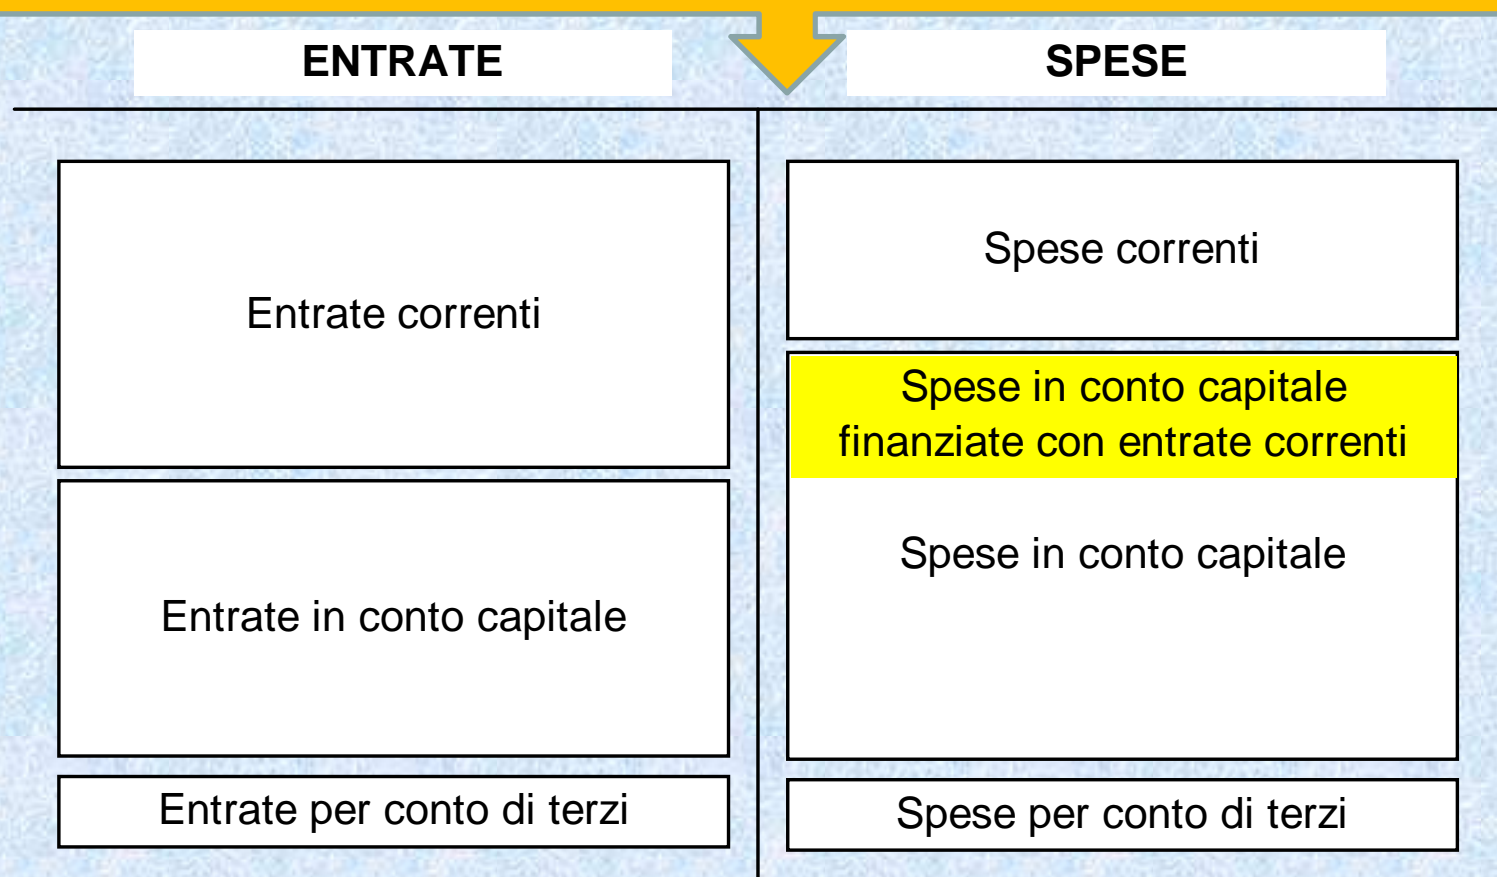 ENTRATE
SPESE
Entrate correnti
Spese correnti
Spese in conto capitale
finanziate con entrate correnti
Entrate in conto capitale
Spese in conto capitale
Entrate per conto di terzi
Spese per conto di terzi